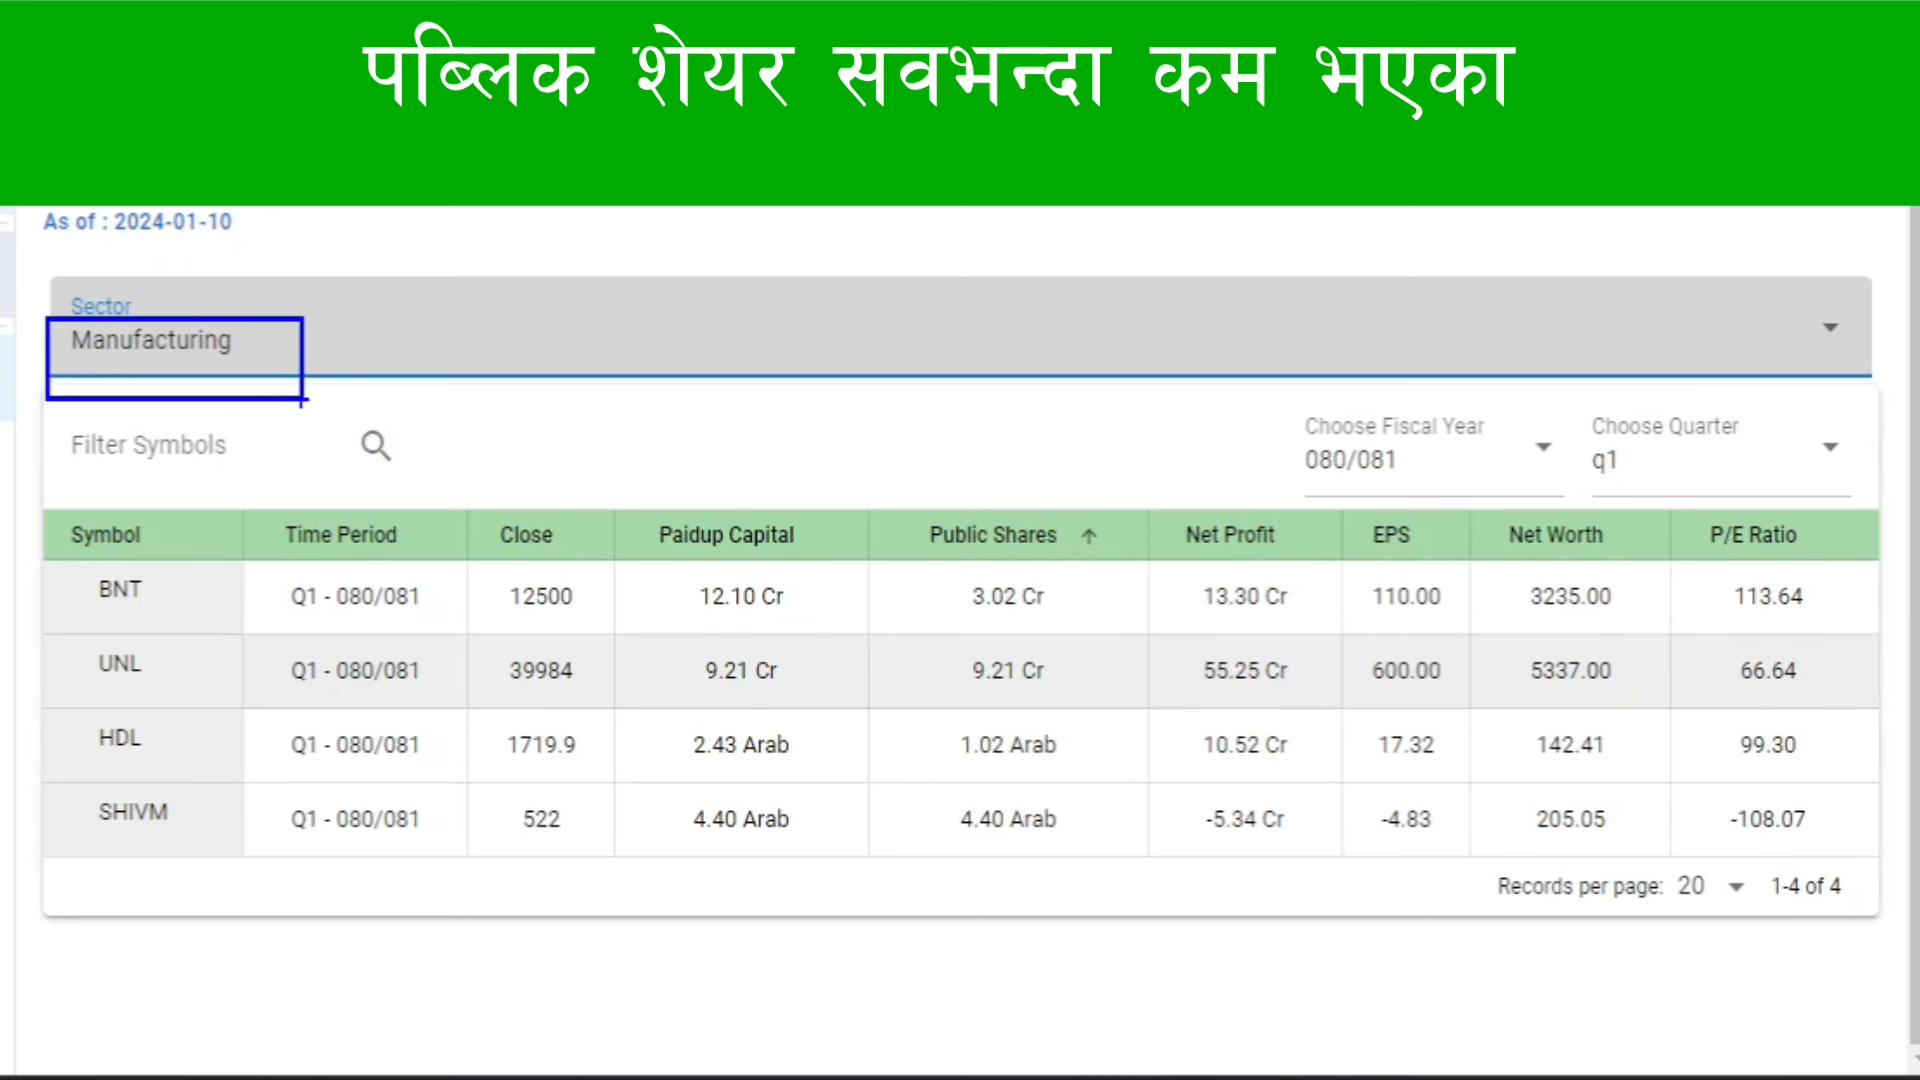 पब्लिक शेयर सवभन्दा कम भएका
As of : 2024-01-10
Sector
Manufacturing
Filter Symbols
Choose Fiscal Year
080/081
Choose Quarter
q1
Symbol Time Period Close Paidup Capital Public Shares ↑ Net Profit EPS Net Worth P/E Ratio
BNT Q1 - 080/081 12500 12.10 Cr 3.02 Cr 13.30 Cr 110.00 3235.00 113.64
UNL Q1 - 080/081 39984 9.21 Cr 9.21 Cr 55.25 Cr 600.00 5337.00 66.64
HDL Q1 - 080/081 1719.9 2.43 Arab 1.02 Arab 10.52 Cr 17.32 142.41 99.30
SHIVM Q1 - 080/081 522 4.40 Arab 4.40 Arab -5.34 Cr -4.83 205.05 -108.07
Records per page: 20 1-4 of 4